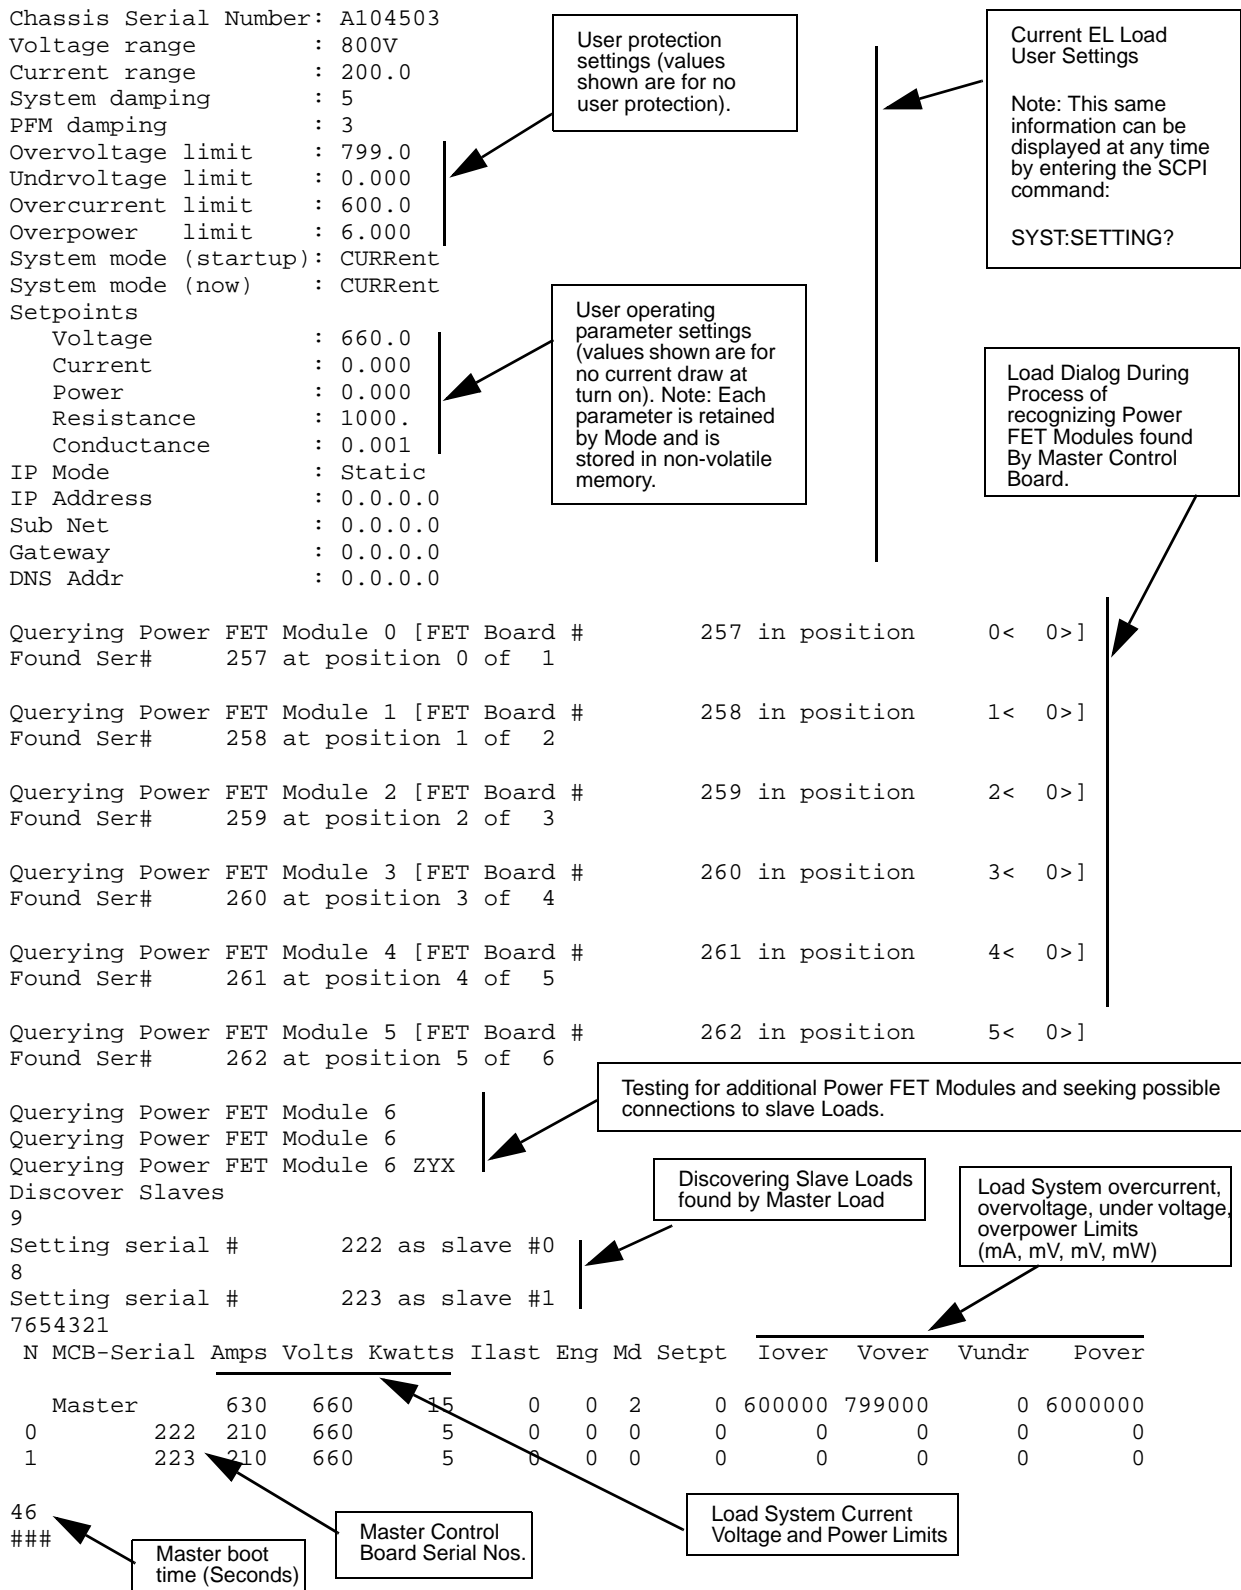 Chassis Serial Number: A104503
Voltage range : 800V
Current range : 200.0
System damping : 5
PFM damping : 3
Overvoltage limit : 799.0
Undrvoltage limit : 0.000
Overcurrent limit : 600.0
Overpower limit : 6.000
System mode (startup): CURRent
System mode (now) : CURRent
Setpoints
Voltage : 660.0
Current : 0.000
Power : 0.000
Resistance : 1000.
Conductance : 0.001
IP Mode : Static
IP Address : 0.0.0.0
Sub Net : 0.0.0.0
Gateway : 0.0.0.0
DNS Addr : 0.0.0.0
User protection
settings (values
shown are for no
user protection).
Current EL Load
User Settings
Note: This same
information can be
displayed at any time
by entering the SCPI
command:
SYST:SETTING?
User operating
parameter settings
(values shown are for
no current draw at
turn on). Note: Each
parameter is retained
by Mode and is
stored in non-volatile
memory.
Load Dialog During
Process of
recognizing Power
FET Modules found
By Master Control
Board.
Querying Power FET Module 0 [FET Board # 257 in position 0< 0>]
Found Ser# 257 at position 0 of 1
Querying Power FET Module 1 [FET Board # 258 in position 1< 0>]
Found Ser# 258 at position 1 of 2
Querying Power FET Module 2 [FET Board # 259 in position 2< 0>]
Found Ser# 259 at position 2 of 3
Querying Power FET Module 3 [FET Board # 260 in position 3< 0>]
Found Ser# 260 at position 3 of 4
Querying Power FET Module 4 [FET Board # 261 in position 4< 0>]
Found Ser# 261 at position 4 of 5
Querying Power FET Module 5 [FET Board # 262 in position 5< 0>]
Found Ser# 262 at position 5 of 6
Testing for additional Power FET Modules and seeking possible
connections to slave Loads.
Querying Power FET Module 6
Querying Power FET Module 6
Querying Power FET Module 6 ZYX
Discover Slaves
9
Setting serial # 222 as slave #0
8
Setting serial # 223 as slave #1
7654321
Discovering Slave Loads
found by Master Load
Load System overcurrent,
overvoltage, under voltage,
overpower Limits
(mA, mV, mV, mW)
N MCB-Serial Amps Volts Kwatts Ilast Eng Md Setpt Iover Vover Vundr Pover
Master 630 660 15 0 0 2 0 600000 799000 0 6000000
0 222 210 660 5 0 0 0 0 0 0 0 0
1 223 210 660 5 0 0 0 0 0 0 0 0
46
###
Master boot
time (Seconds)
Master Control
Board Serial Nos.
Load System Current
Voltage and Power Limits